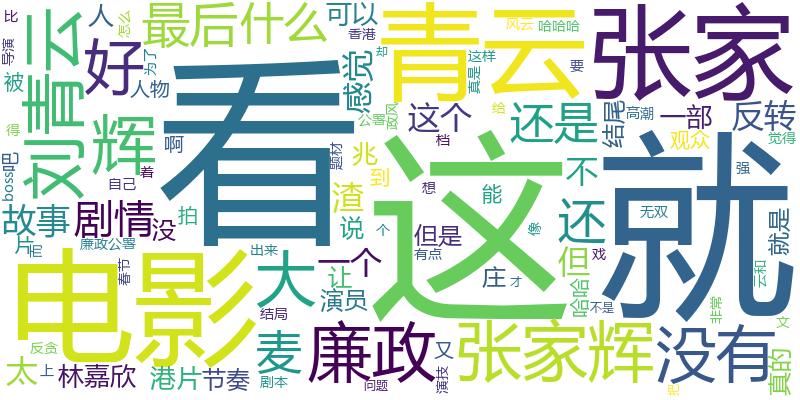 比
人
最后什么
可以
香港
怎么
风云
哈哈哈
导演
好
为了
却
这样
要
青云
张家
被
刘青云
人物
感觉
真是
看
辉
公署
这个
还是
结尾
高潮
一部
反转
得
啊
档
观众
觉得
吧
boss
自己
着
题材
兆
到
渣
想
能
不
强
这
就
故事
剧情
没
拍
说
个
还
无双
片
廉政公署
春节
出来
但是
有点
像
戏
就是
电影
大
一个
让
演员
庄
才
但
哈哈
云和
结局
不是
非常
文
麦
廉政
张家辉
没有
真的
反贪
太
上
林嘉欣
港片
节奏
剧本
问题
又
演技
给